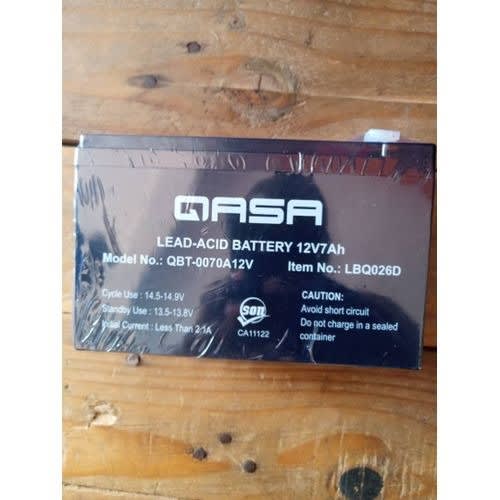 QASA
LEAD-ACID BATTERY 12V7Ah
Model No.: QBT-0070A12V Item No.: LBQ026D
Cycle Use : 14.5-14.9V
Standby Use : 13.5-13.8V
Initial Current : Less Than 2.1A
SON
CA11122
CAUTION:
Avoid short circuit
Do not charge in a sealed
container